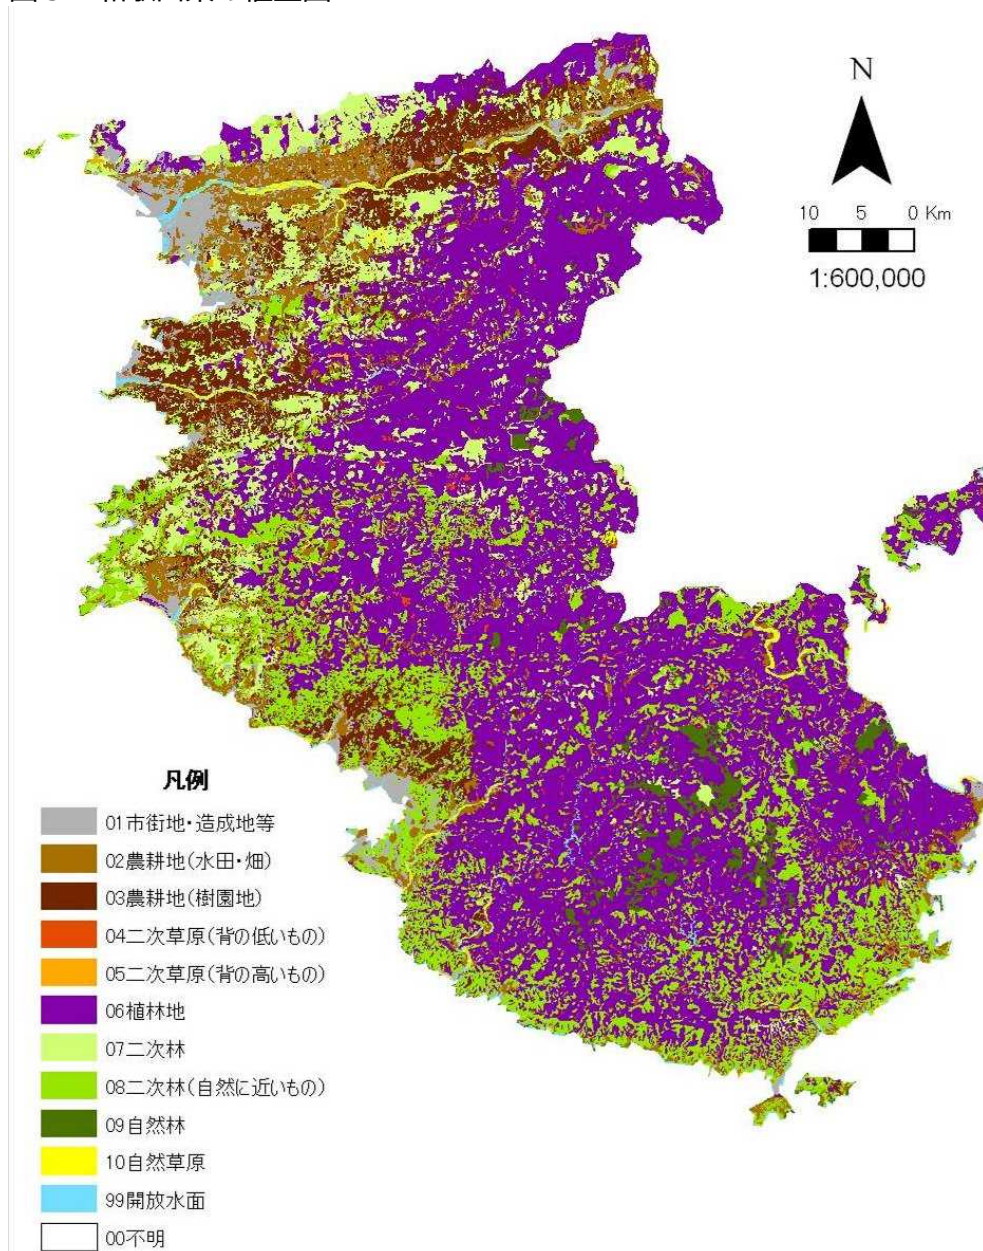 N
10 5 0 Km
1:600,000
凡例
01市街地・造成地等
02農耕地(水田・畑)
03農耕地(樹園地)
04二次草原(背の低いもの)
05二次草原(背の高いもの)
06植林地
07二次林
08二次林(自然に近いもの)
09自然林
10自然草原
99開放水面
00不明